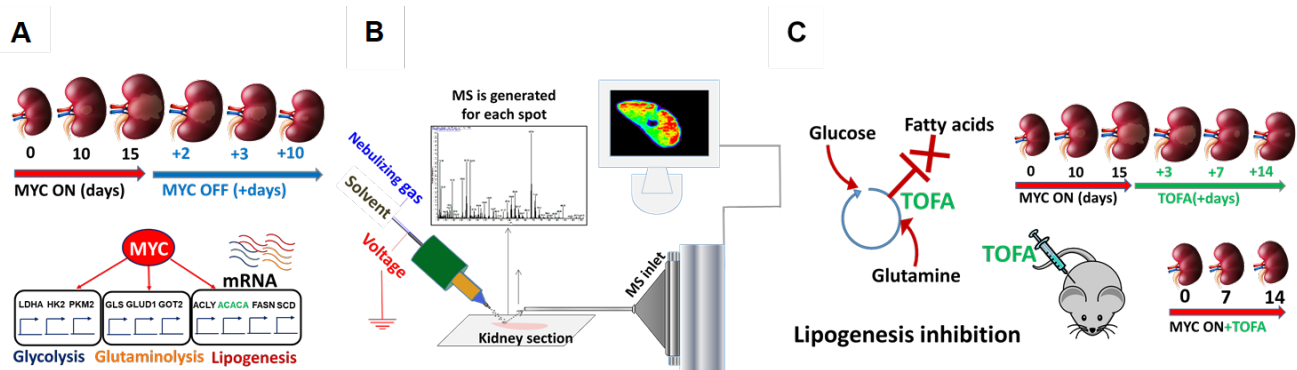 A
0 10 15 +2 +3 +10
MYC ON (days) MYC OFF (+days)
MYC
mRNA
LDHA HK2 PKM2 GLS GLUD1 GOT2 ACLY ACACA FASN SCD
Glycolysis Glutaminolysis Lipogenesis
B
MS is generated
for each spot
Nebulizing gas
Solvent
Voltage
MS inlet
Kidney section
C
Glucose
Fatty acids
TOFA
Glutamine
Lipogenesis inhibition
0 10 15 +3 +7 +14
MYC ON (days) TOFA(+days)
TOFA
0 7 14
MYC ON+TOFA